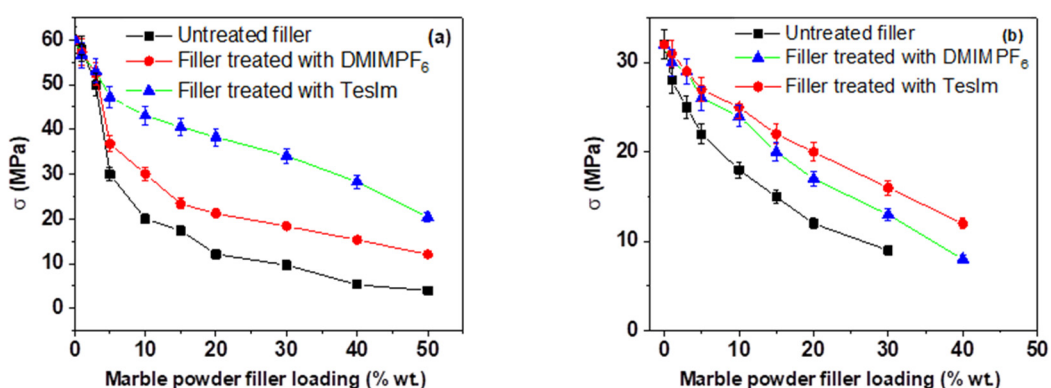 (a)
Untreated filler
Filler treated with DMIMPF₆
Filler treated with TesIm
60
50
40
30
20
10
0
σ (MPa)
0 10 20 30 40 50
Marble powder filler loading (% wt.)
(b)
Untreated filler
Filler treated with DMIMPF₆
Filler treated with TesIm
30
20
10
0
σ (MPa)
0 10 20 30 40 50
Marble powder filler loading (% wt.)